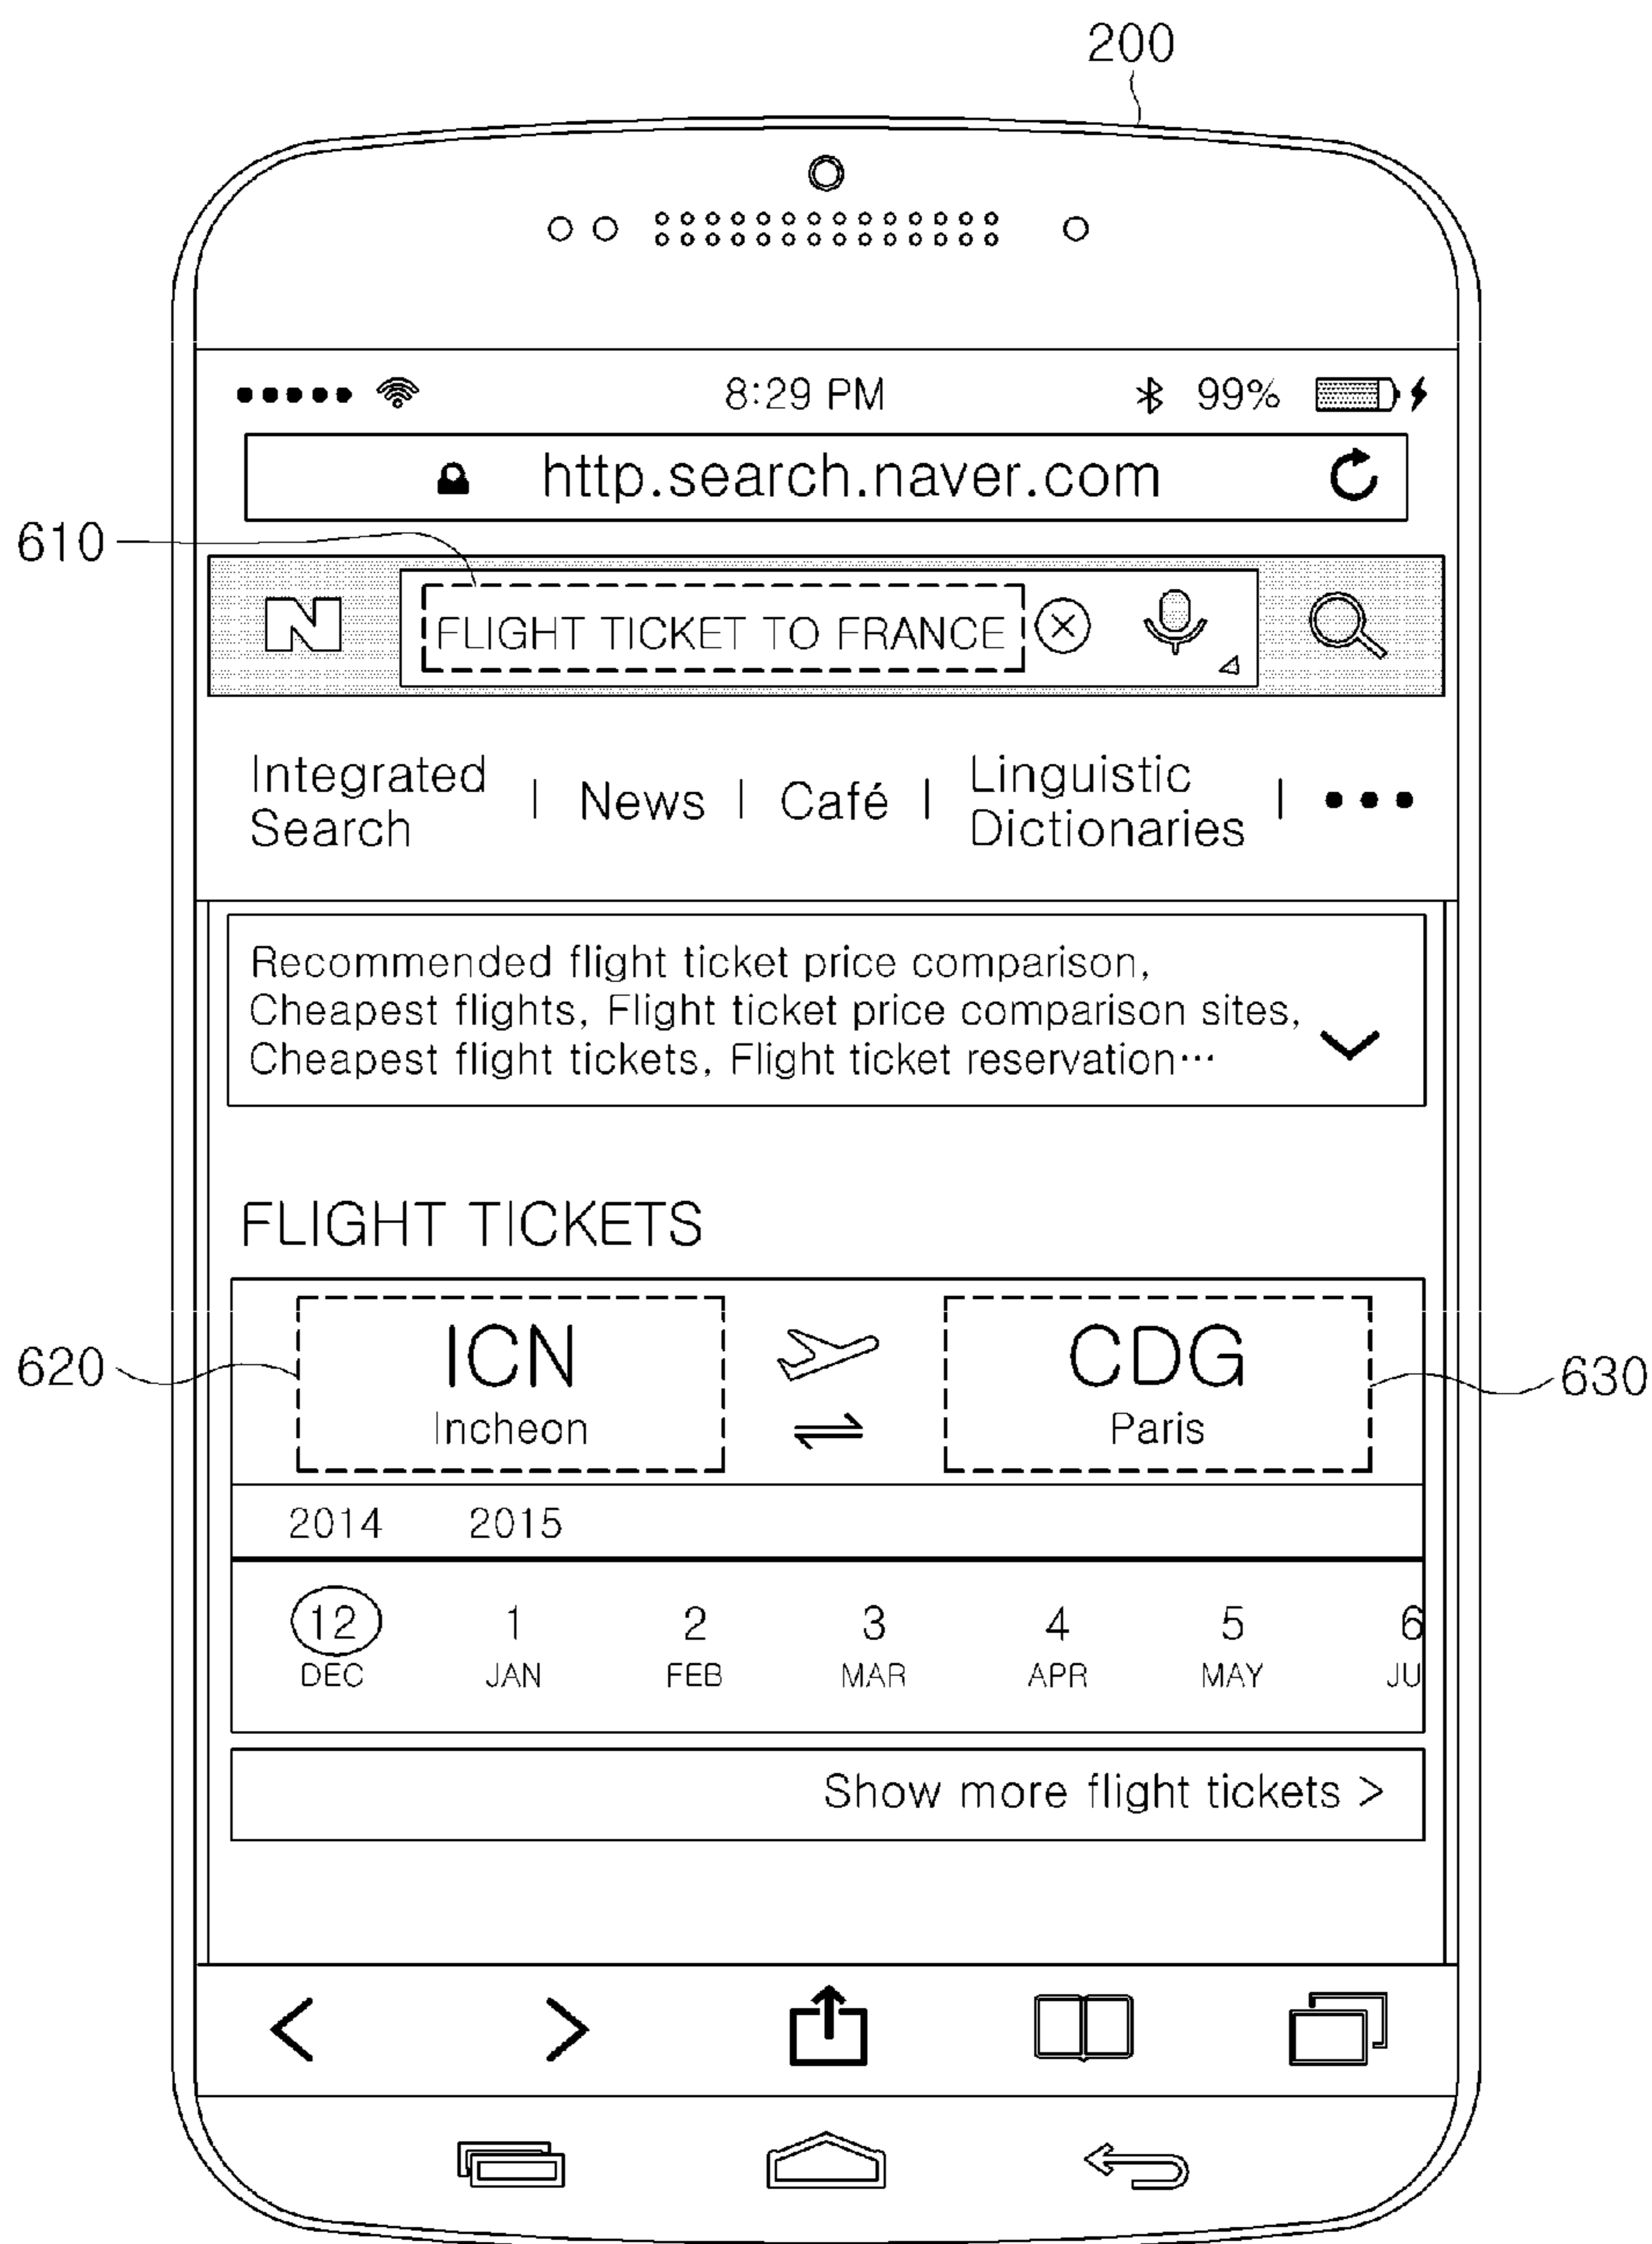 200
8:29 PM 99%
http.search.naver.com
610
N FLIGHT TICKET TO FRANCE
Integrated Search | News | Café | Linguistic Dictionaries | •••
Recommended flight ticket price comparison,
Cheapest flights, Flight ticket price comparison sites,
Cheapest flight tickets, Flight ticket reservation···
FLIGHT TICKETS
620
ICN CDG
630
Incheon Paris
2014 2015
12 1 2 3 4 5 6
DEC JAN FEB MAR APR MAY JU
Show more flight tickets >